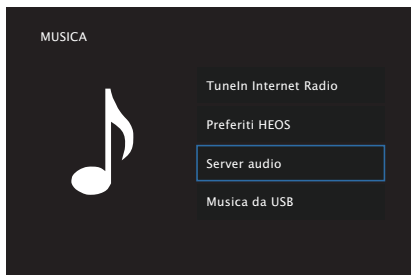 MUSICA
TuneIn Internet Radio
Preferiti HEOS
Server audio
Musica da USB